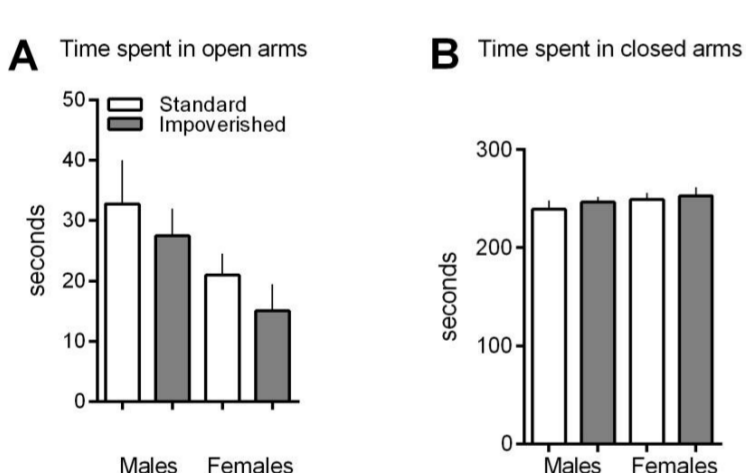 A Time spent in open arms
50
40
30
20
10
0
seconds
Standard
Impoverished
Males Females
B Time spent in closed arms
300
200
100
0
seconds
Males Females